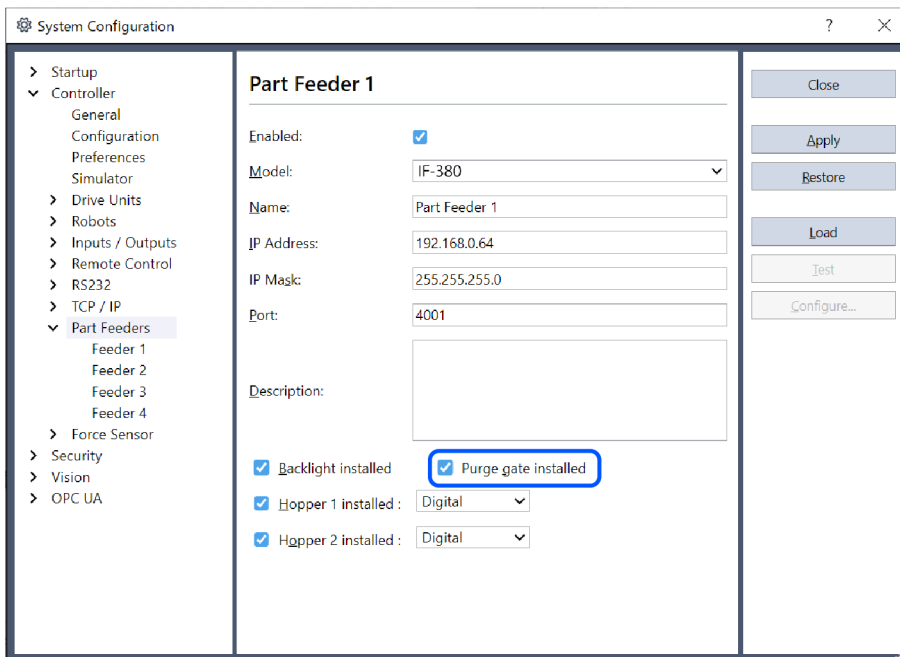 System Configuration
?
Startup
Controller
General
Configuration
Preferences
Simulator
Drive Units
Robots
Inputs / Outputs
Remote Control
RS232
TCP / IP
Part Feeders
Feeder 1
Feeder 2
Feeder 3
Feeder 4
Force Sensor
Security
Vision
OPC UA
Part Feeder 1
Enabled:
Model: IF-380
Name: Part Feeder 1
IP Address: 192.168.0.64
IP Mask: 255.255.255.0
Port: 4001
Description:
Backlight installed Purge gate installed
Hopper 1 installed : Digital
Hopper 2 installed : Digital
Close
Apply
Restore
Load
Test
Configure...